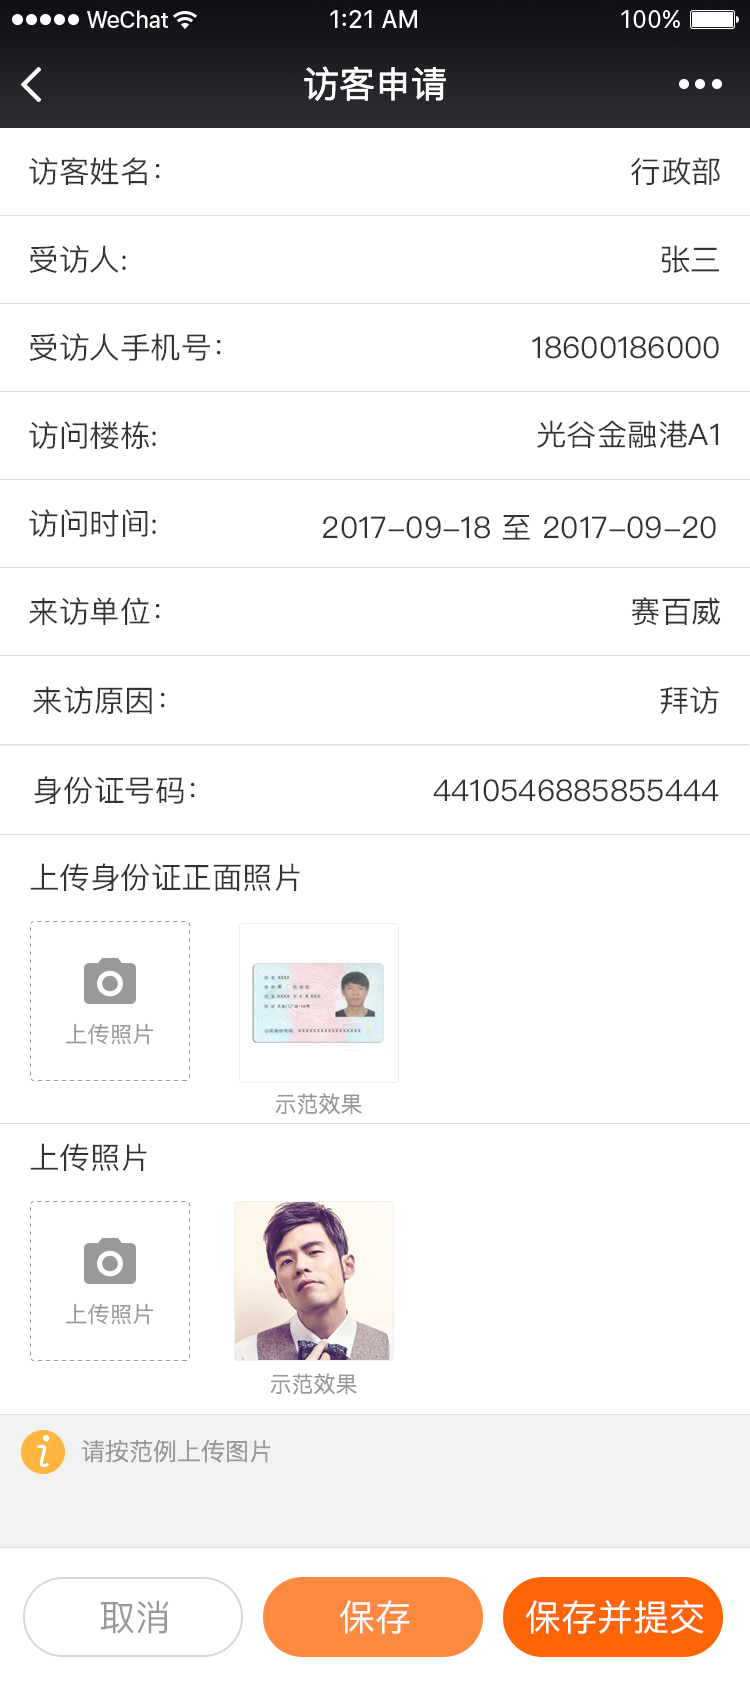 WeChat 1:21 AM 100%
访客申请
访客姓名: 行政部
受访人: 张三
受访人手机号: 18600186000
访问楼栋: 光谷金融港A1
访问时间: 2017-09-18 至 2017-09-20
来访单位: 赛百威
来访原因: 拜访
身份证号码: 4410546885855444
上传身份证正面照片
上传照片
示范效果
上传照片
上传照片
示范效果
请按范例上传图片
取消 保存 保存并提交